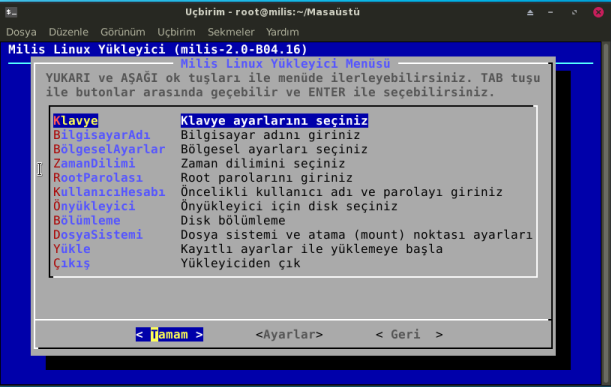 Uçbirim - root@milis:~/Masaüstü
Dosya Düzenle Görünüm Uçbirim Sekmeler Yardım
Milis Linux Yükleyici (milis-2.0-B04.16)
Milis Linux Yükleyici Menüsü
YUKARI ve AŞAĞI ok tuşları ile menüde ilerleyebilirsiniz. TAB tuşu
ile butonlar arasında geçebilir ve ENTER ile seçebilirsiniz.
Klavye Klavye ayarlarını seçiniz
BilgisayarAdı Bilgisayar adını giriniz
BölgeselAyarlar Bölgesel ayarları seçiniz
ZamanDilimi Zaman dilimini seçiniz
RootParolası Root parolarını giriniz
KullanıcıHesabı Öncelikli kullanıcı adı ve parolayı giriniz
Önyükleyici Önyükleyici için disk seçiniz
Bölümleme Disk bölümleme
DosyaSistemi Dosya sistemi ve atama (mount) noktası ayarları
Yükle Kayıtlı ayarlar ile yüklemeye başla
Çıkış Yükleyiciden çık
< Tamam > <Ayarlar> < Geri >